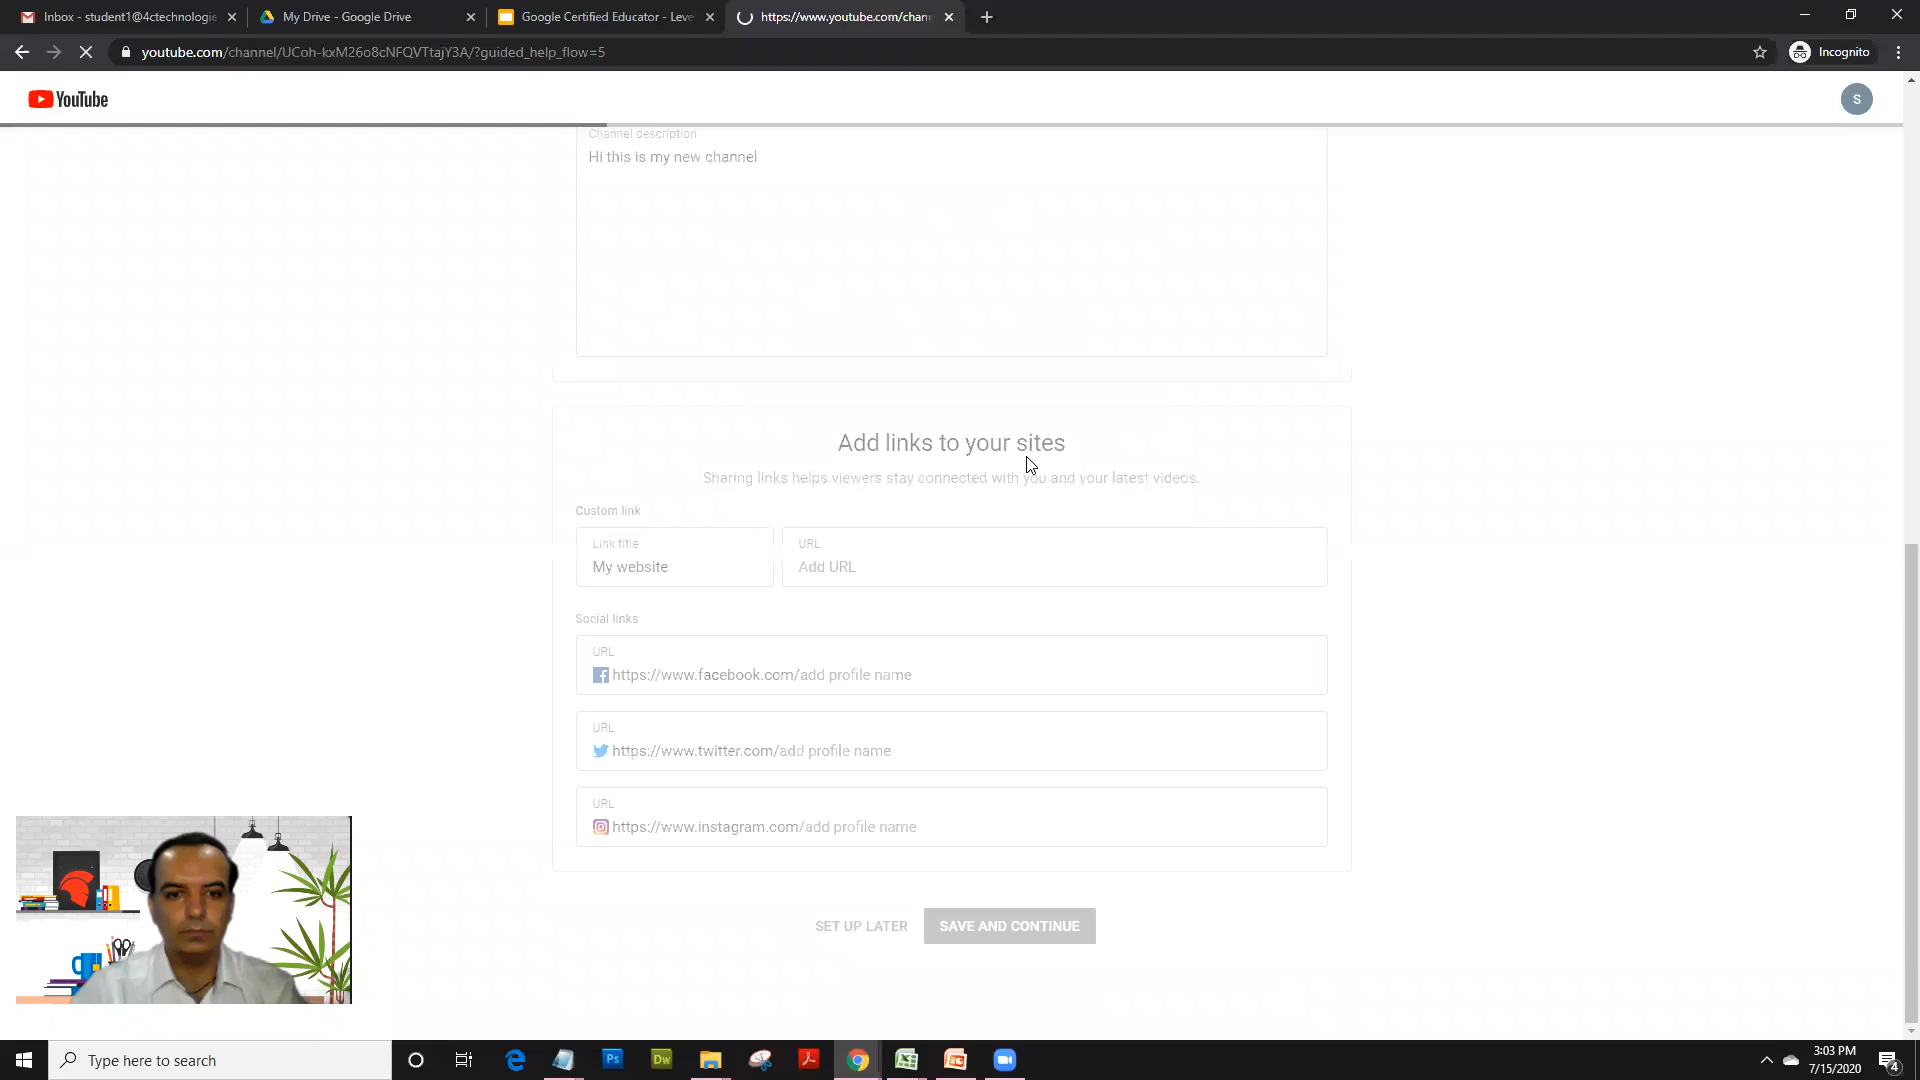 Inbox - student1@4ctechnologie
My Drive - Google Drive
Google Certified Educator - Leve
https://www.youtube.com/chan
youtube.com/channel/UCoh-kxM26o8cNFQVTtajY3A/?guided_help_flow=5
Incognito
YouTube
S
Channel description
Hi this is my new channel
Add links to your sites
Sharing links helps viewers stay connected with you and your latest videos.
Custom link
Link title
My website
URL
Add URL
Social links
URL
https://www.facebook.com/add profile name
URL
https://www.twitter.com/add profile name
URL
https://www.instagram.com/add profile name
SET UP LATER
SAVE AND CONTINUE
Type here to search
Ps
Dw
3:03 PM
7/15/2020
4